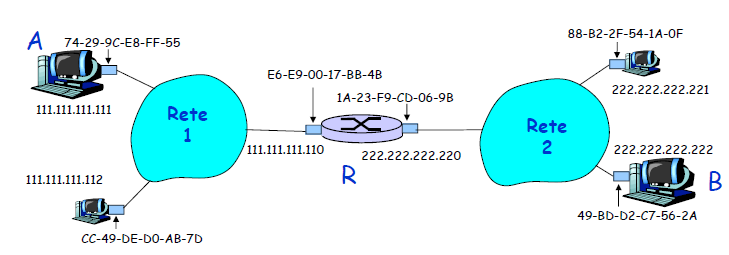 A
74-29-9C-E8-FF-55
111.111.111.111
Rete
1
111.111.111.112
CC-49-DE-D0-AB-7D
E6-E9-00-17-BB-4B
111.111.111.110
1A-23-F9-CD-06-9B
222.222.222.220
R
Rete
2
88-B2-2F-54-1A-0F
222.222.222.221
222.222.222.222
B
49-BD-D2-C7-56-2A